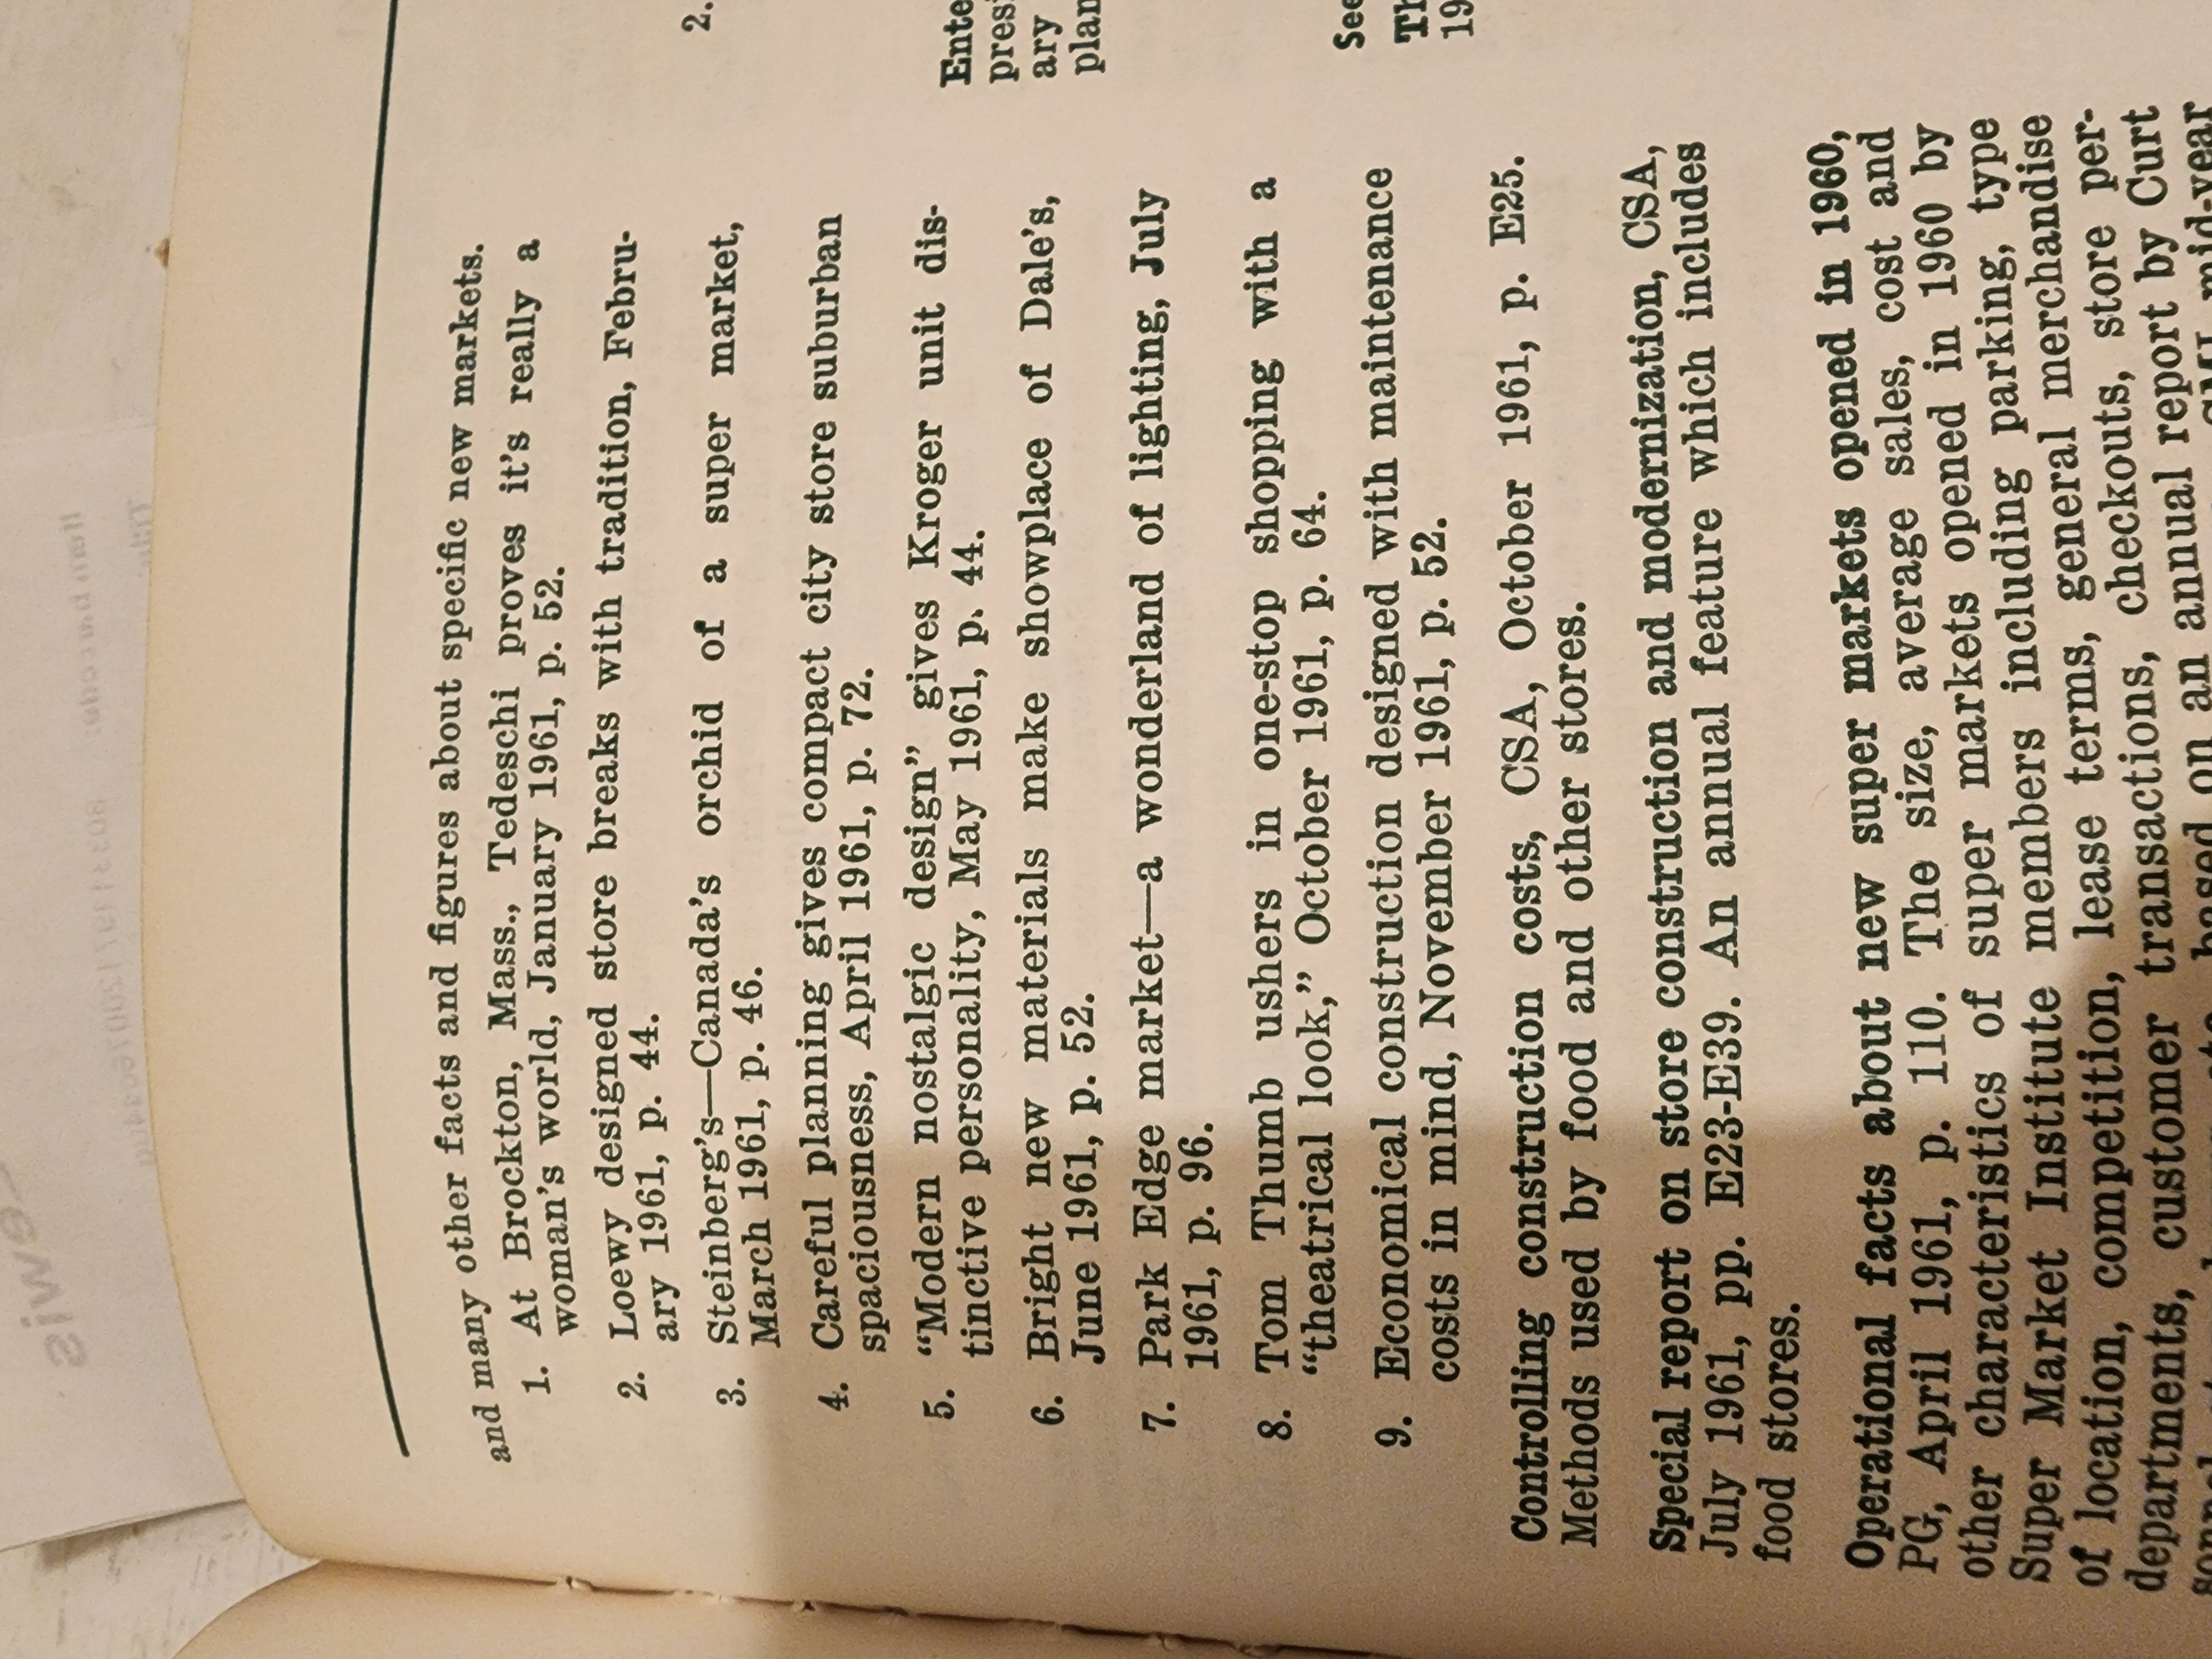 and many other facts and figures about specific new markets.
1. At Brockton, Mass., Tedeschi proves it's really a
woman's world, January 1961, p. 52.
2. Loewy designed store breaks with tradition, Febru-
ary 1961, p. 44.
3. Steinberg's—Canada's orchid of a super market,
March 1961, p. 46.
4. Careful planning gives compact city store suburban
spaciousness, April 1961, p. 72.
5. “Modern nostalgic design” gives Kroger unit dis-
tinctive personality, May 1961, p. 44.
6. Bright new materials make showplace of Dale's,
June 1961, p. 52.
7. Park Edge market—a wonderland of lighting, July
1961, p. 96.
8. Tom Thumb ushers in one-stop shopping with a
“theatrical look,” October 1961, p. 64.
9. Economical construction designed with maintenance
costs in mind, November 1961, p. 52.
Controlling construction costs, CSA, October 1961, p. E25.
Methods used by food and other stores.
Special report on store construction and modernization, CSA,
July 1961, pp. E23-E39. An annual feature which includes
food stores.
Operational facts about new super markets opened in 1960,
PG, April 1961, p. 110. The size, average sales, cost and
other characteristics of super markets opened in 1960 by
Super Market Institute members including parking, type
of location, competition, lease terms, general merchandise
departments, customer transactions, checkouts, store per-
based on an annual report by Curt
mid-year
2.
Ente
presi
ary
plan
See
Th
19